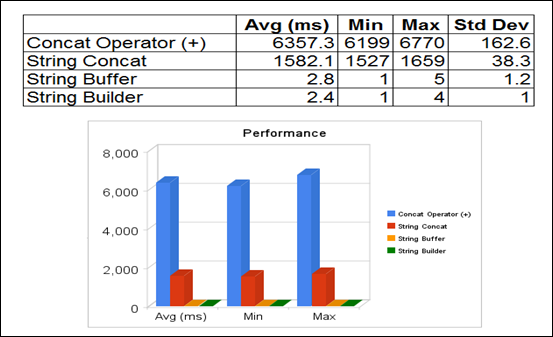 Avg (ms) Min Max Std Dev
Concat Operator (+) 6357.3 6199 6770 162.6
String Concat 1582.1 1527 1659 38.3
String Buffer 2.8 1 5 1.2
String Builder 2.4 1 4 1
Performance
8,000
6,000
4,000
2,000
0
Avg (ms) Min Max
Concat Operator (+)
String Concat
String Buffer
String Builder